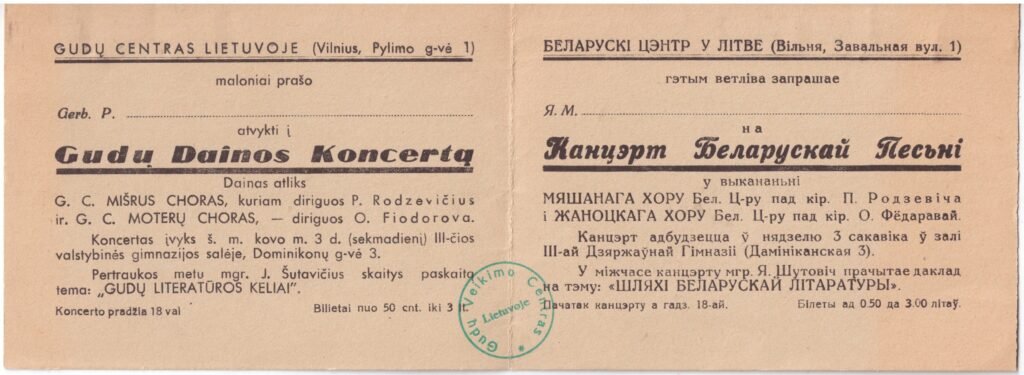 GUDŲ CENTRAS LIETUVOJE (Vilnius, Pylimo g-vė 1)
maloniai prašo
Gerb. P.
atvykti į
Gudų Dainos Koncertą
Dainas atliks
G. C. MIŠRUS CHORAS, kuriam diriguos P. Rodzevičius
ir G. C. MOTERŲ CHORAS, — diriguos O. Fiodorova.
Koncertas įvyks š. m. kovo m. 3 d. (sekmadienį) III-čios
valstybinės gimnazijos salėje, Dominikonų g-vė 3.
Pertraukos metu mgr. J. Šutavičius skaitys paskaitą
tema: „GUDŲ LITERATŪROS KELIAI".
Koncerto pradžia 18 val
Bilietai nuo 50 cnt. iki 3 lt.
Gudų Veikimo Centras
Lietuvoje
БЕЛАРУСКІ ЦЭНТР У ЛІТВЕ (Вільня, Завальная вул. 1)
гэтым ветліва запрашае
Я. М.
на
Канцэрт Беларускай Песьні
у выкананьні
МЯШАНАГА ХОРУ Бел. Ц-ру пад кір. П. Родзевіча
і ЖАНОЦКАГА ХОРУ Бел. Ц-ру пад кір. О. Фёдаравай.
Канцэрт адбудзецца ў нядзелю 3 сакавіка ў залі
III-ай Дзяржаўнай Гімназіі (Дамініканская 3).
У міжчасе канцэрту мгр. Я. Шутовіч прачытае даклад
на тэму: «ШЛЯХІ БЕЛАРУСКАЙ ЛІТАРАТУРЫ».
Пачатак канцэрту а гадз. 18-ай.
Білеты ад 0.50 да 3.00 літаў.